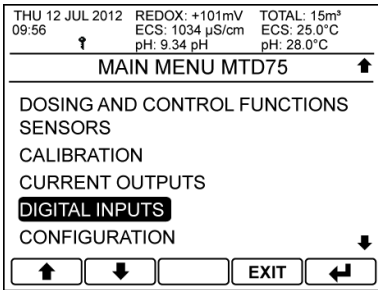 THU 12 JUL 2012 REDOX: +101mV TOTAL: 15m³
09:56 ECS: 1034 µS/cm ECS: 25.0°C
pH: 9.34 pH pH: 28.0°C
MAIN MENU MTD75
DOSING AND CONTROL FUNCTIONS
SENSORS
CALIBRATION
CURRENT OUTPUTS
DIGITAL INPUTS
CONFIGURATION
EXIT